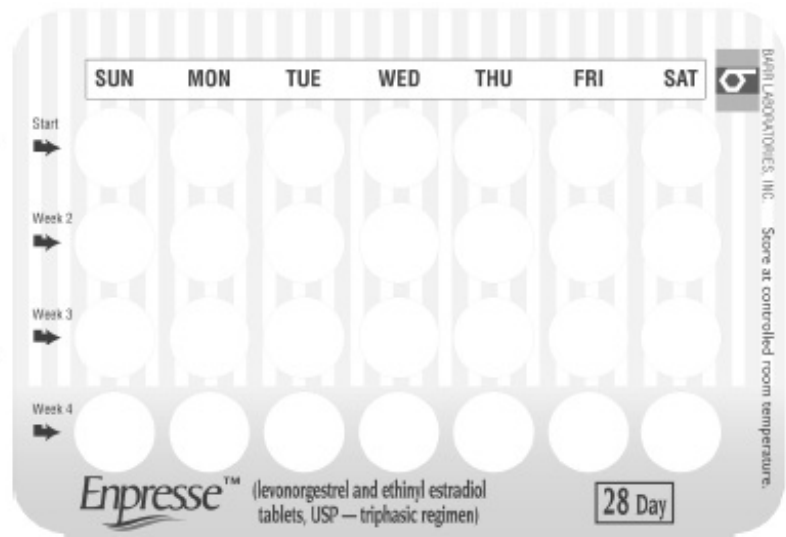 SUN MON TUE WED THU FRI SAT
BARR LABORATORIES, INC. Store at controlled room temperature.
Start
Week 2
Week 3
Week 4
Enpresse™
(levonorgestrel and ethinyl estradiol
tablets, USP — triphasic regimen)
28 Day